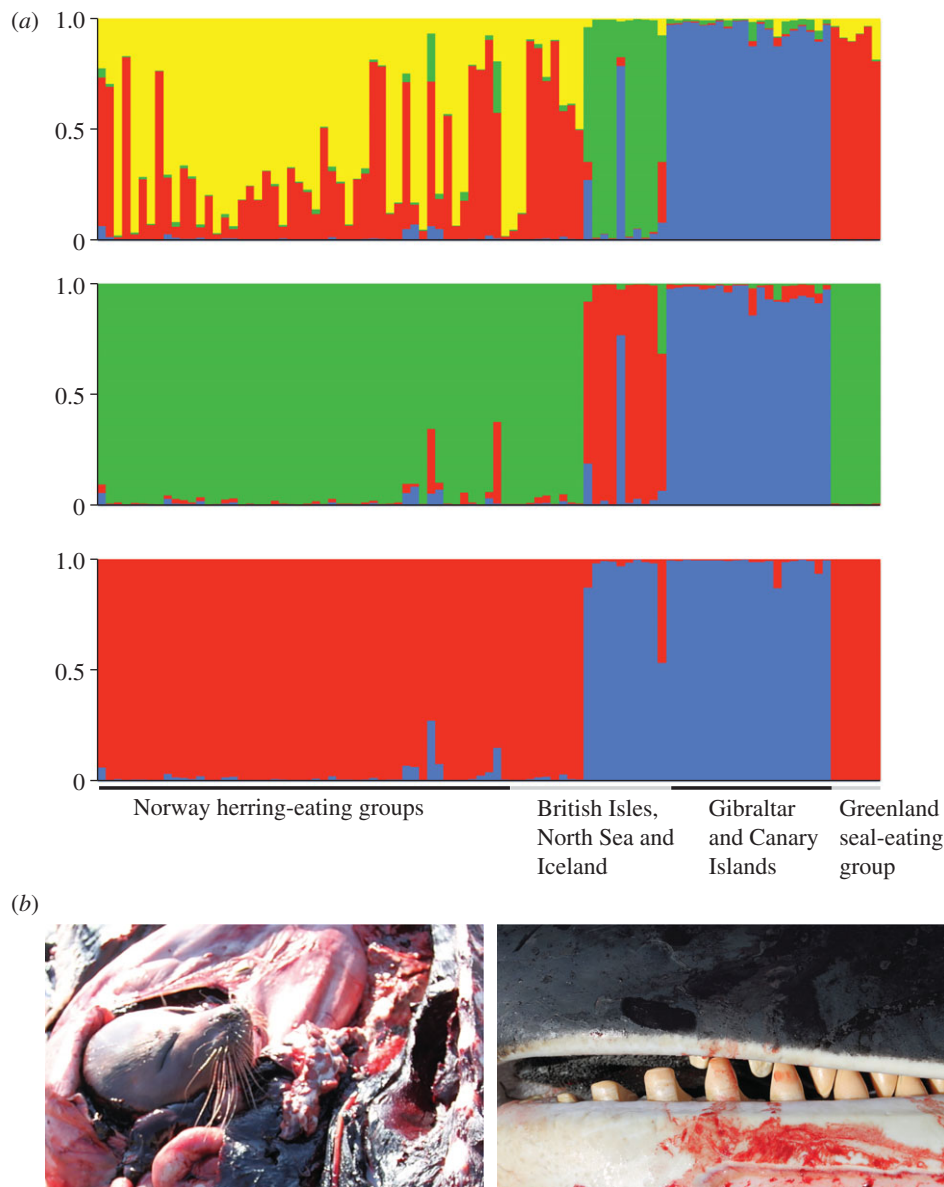 (a)
1.0
0.5
0
1.0
0.5
0
1.0
0.5
0
Norway herring-eating groups
British Isles,
North Sea and
Iceland
Gibraltar
and Canary
Islands
Greenland
seal-eating
group
(b)